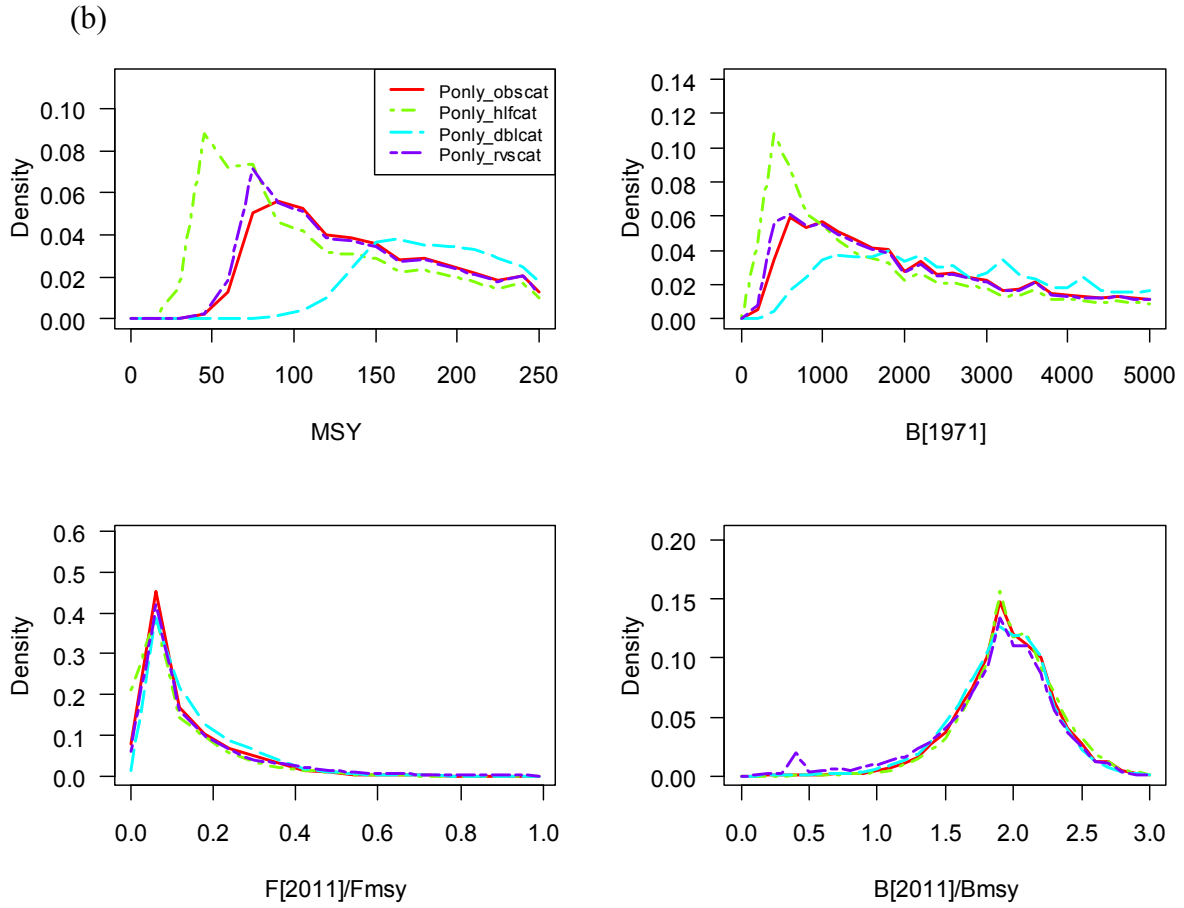 (b)
Density
0.10
0.08
0.06
0.04
0.02
0.00
0 50 100 150 200 250
MSY
Ponly_obscat
Ponly_hlfcat
Ponly_dblcat
Ponly_rvscat
Density
0.14
0.12
0.10
0.08
0.06
0.04
0.02
0.00
0 1000 2000 3000 4000 5000
B[1971]
Density
0.6
0.5
0.4
0.3
0.2
0.1
0.0
0.0 0.2 0.4 0.6 0.8 1.0
F[2011]/Fmsy
Density
0.20
0.15
0.10
0.05
0.00
0.0 0.5 1.0 1.5 2.0 2.5 3.0
B[2011]/Bmsy